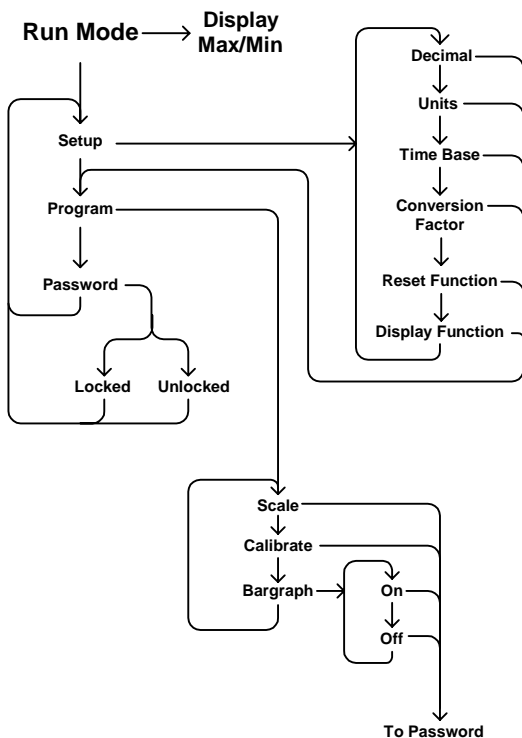 Run Mode
Display
Max/Min
Setup
Program
Password
Locked
Unlocked
Decimal
Units
Time Base
Conversion
Factor
Reset Function
Display Function
Scale
Calibrate
Bargraph
On
Off
To Password